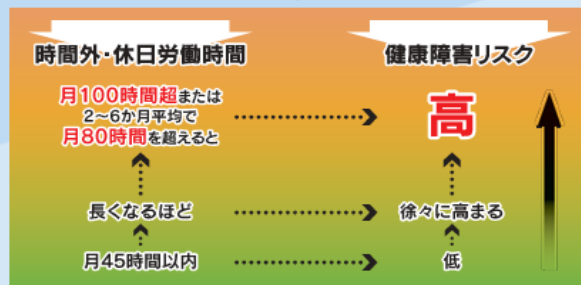 時間外・休日労働時間
健康障害リスク
月100時間超または
2〜6か月平均で
月80時間を超えると
高
長くなるほど
徐々に高まる
月45時間以内
低